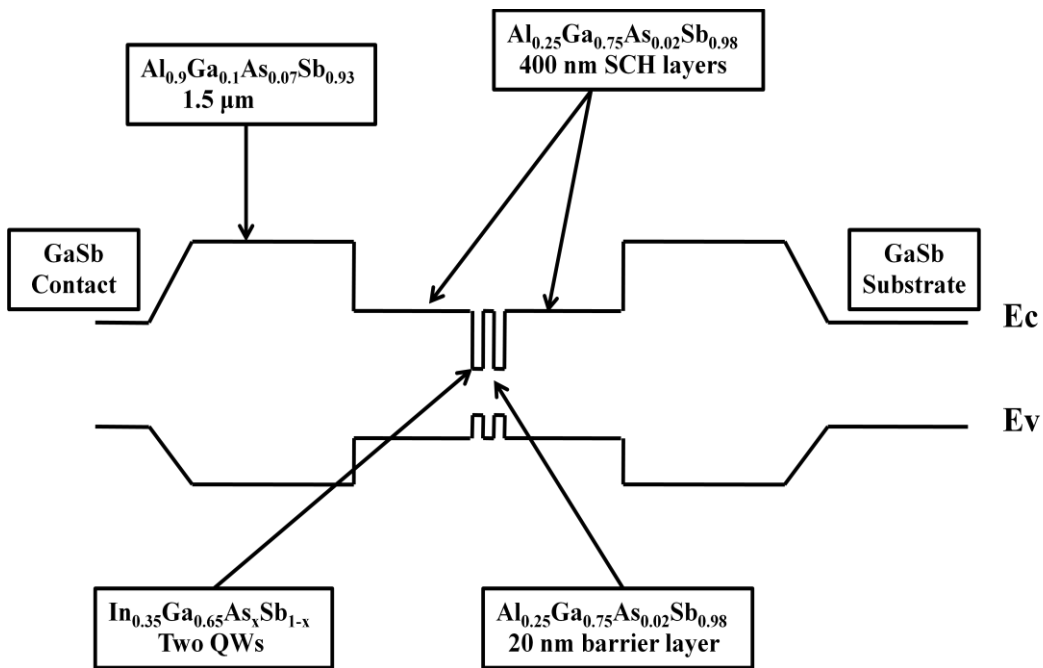 Al₀.₉Ga₀.₁As₀.₀₇Sb₀.₉₃
1.5 μm
Al₀.₂₅Ga₀.₇₅As₀.₀₂Sb₀.₉₈
400 nm SCH layers
GaSb
Contact
GaSb
Substrate
Ec
Ev
In₀.₃₅Ga₀.₆₅AsₓSb₁₋ₓ
Two QWs
Al₀.₂₅Ga₀.₇₅As₀.₀₂Sb₀.₉₈
20 nm barrier layer